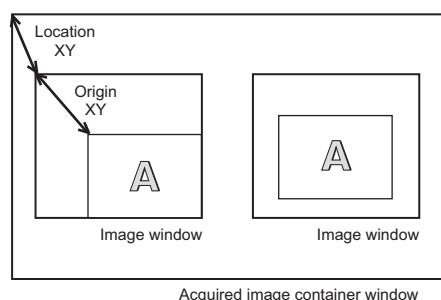 Location
XY
Origin
XY
A
A
Image window
Image window
Acquired image container window